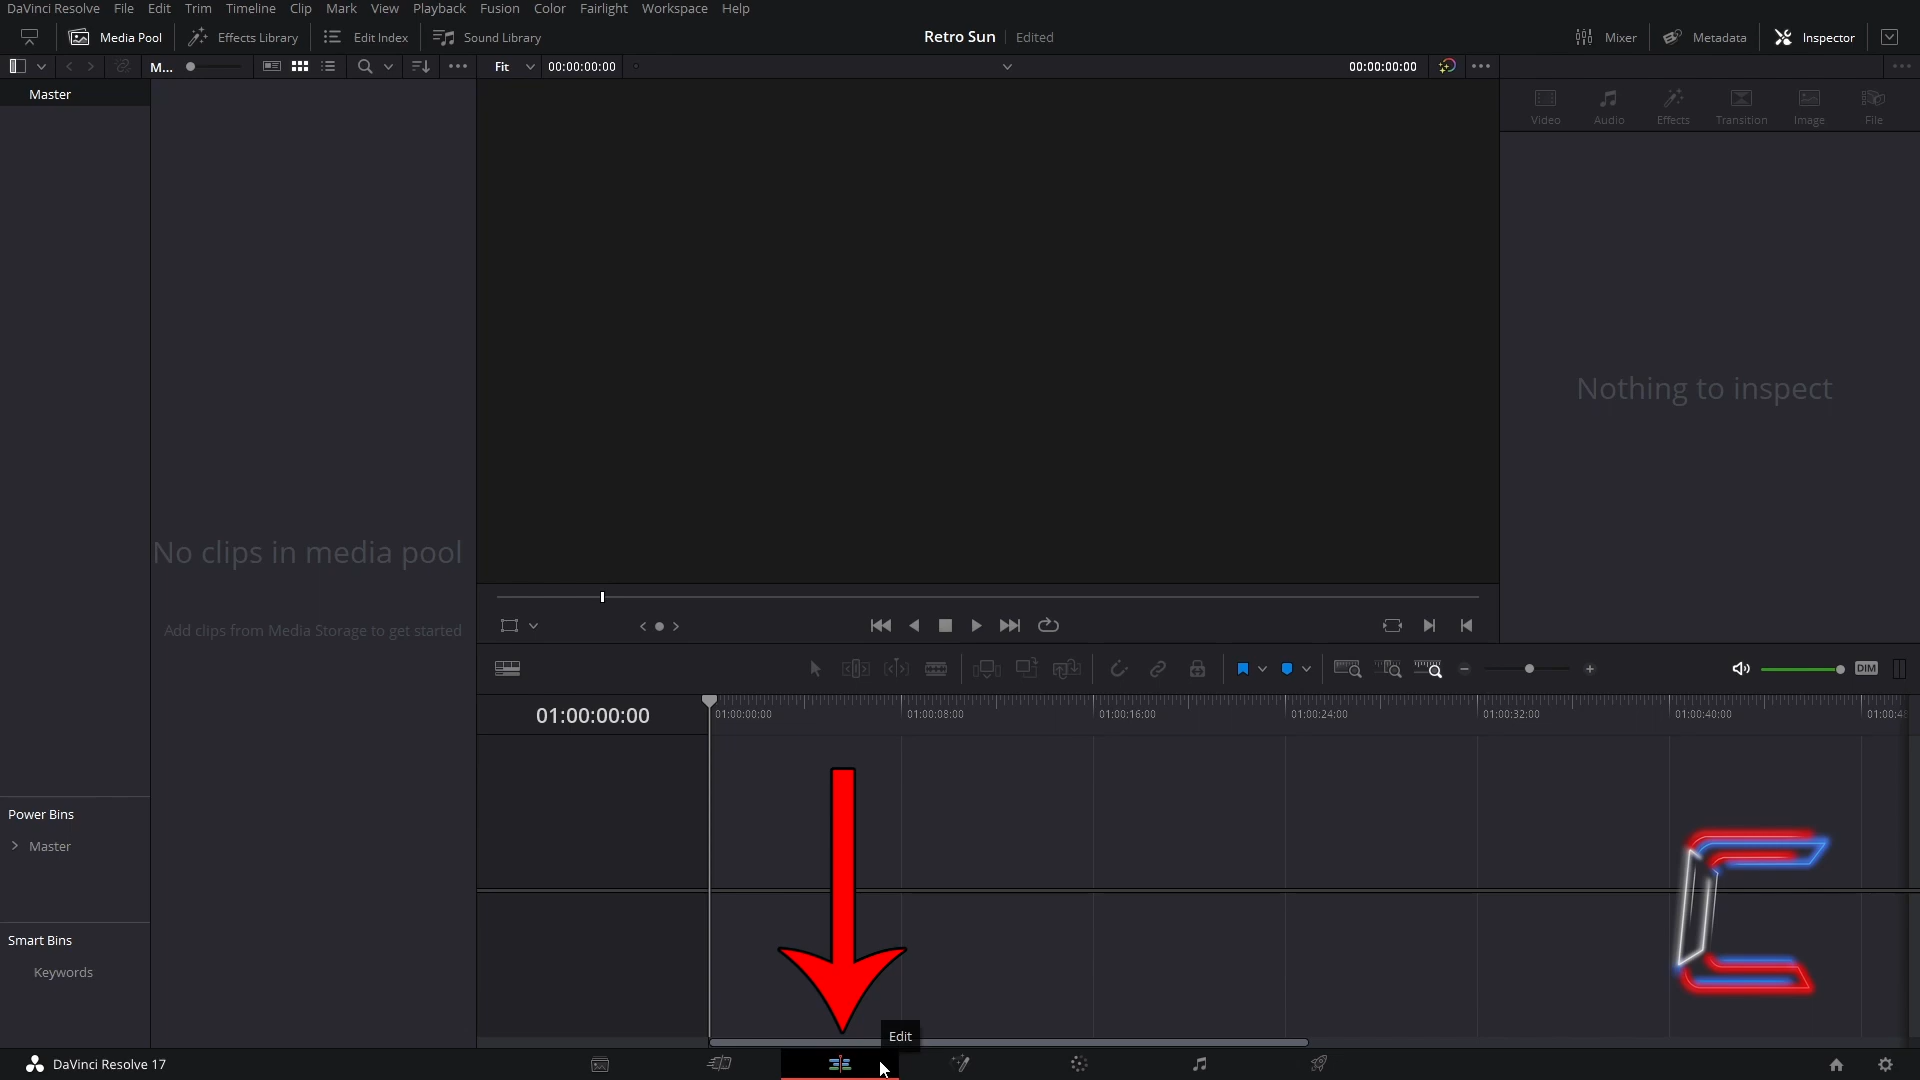 DaVinci Resolve File Edit Trim Timeline Clip Mark View Playback Fusion Color Fairlight Workspace Help
Media Pool Effects Library Edit Index Sound Library Retro Sun Edited Mixer Metadata Inspector
M... Fit 00:00:00:00 00:00:00:00
Master
Video Audio Effects Transition Image File
Nothing to inspect
No clips in media pool
Add clips from Media Storage to get started
DIM
01:00:00:00 01:00:00:00 01:00:08:00 01:00:16:00 01:00:24:00 01:00:32:00 01:00:40:00 01:00:4
Power Bins
Master
Smart Bins
Keywords
Edit
DaVinci Resolve 17